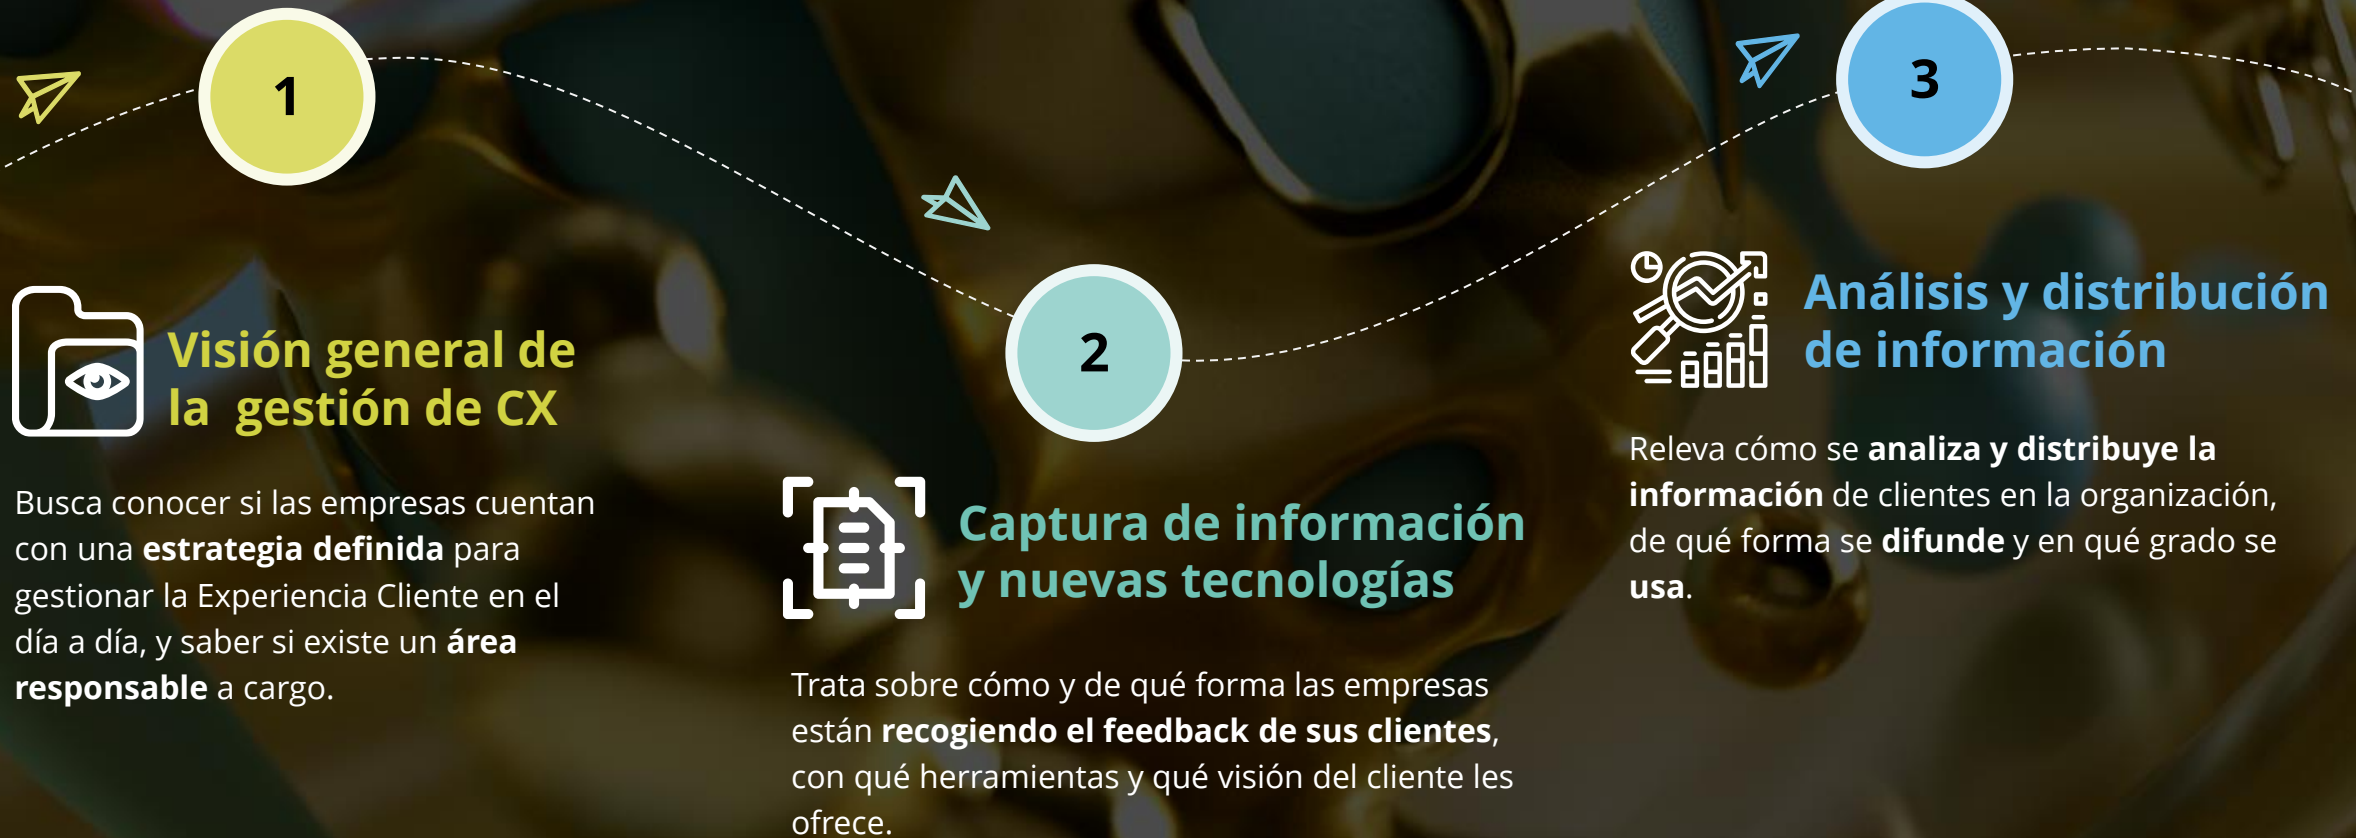 1
Visión general de
la gestión de CX
Busca conocer si las empresas cuentan
con una estrategia definida para
gestionar la Experiencia Cliente en el
día a día, y saber si existe un área
responsable a cargo.
2
Captura de información
y nuevas tecnologías
Trata sobre cómo y de qué forma las empresas
están recogiendo el feedback de sus clientes,
con qué herramientas y qué visión del cliente les
ofrece.
3
Análisis y distribución
de información
Releva cómo se analiza y distribuye la
información de clientes en la organización,
de qué forma se difunde y en qué grado se
usa.